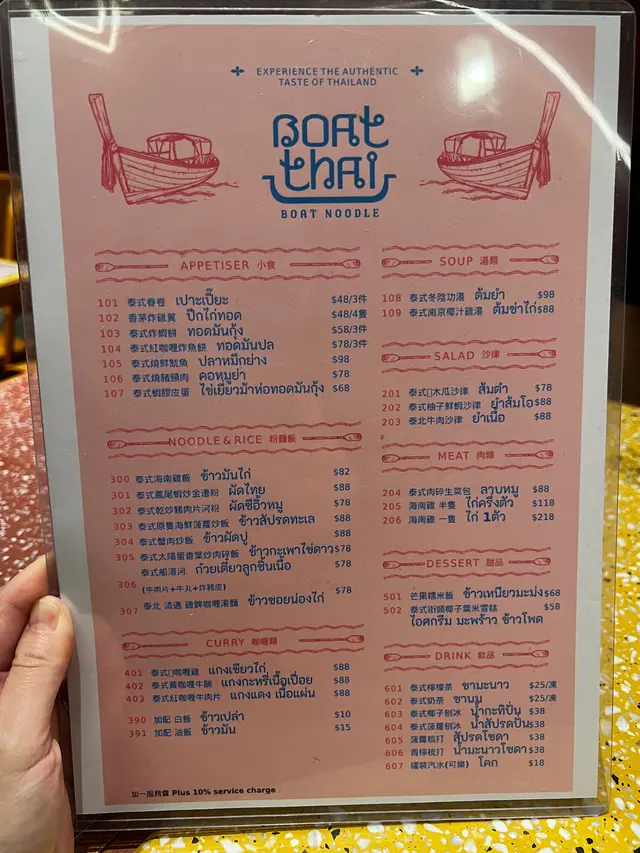 EXPERIENCE THE AUTHENTIC
TASTE OF THAILAND
BOAT
THAI
BOAT NOODLE
APPETISER 小食
101 泰式春卷 เปาะเปี๊ยะ $48/3件
102 香茅炸雞翼 ปีกไก่ทอด $48/4隻
103 泰式炸蝦餅 ทอดมันกุ้ง $58/3件
104 泰式紅咖喱炸魚餅 ทอดมันปล $78/3件
105 泰式燒鮮魷魚 ปลาหมึกย่าง $98
106 泰式燒豬頸肉 คอหมูย่า $78
107 泰式蝦膠皮蛋 ไข่เยี่ยวม้าห่อทอดมันกุ้ง $68
NOODLE & RICE 粉麵飯
300 泰式海南雞飯 ข้าวมันไก่ $82
301 泰式鳳尾蝦炒金邊粉 ผัดไทย $88
302 泰式乾炒豬肉片河粉 ผัดซีอิ้วหมู $78
303 泰式原隻海鮮菠蘿炒飯 ข้าวสัปรดทะเล $88
304 泰式蟹肉炒飯 ข้าวผัดปู $88
305 泰式太陽蛋香葉炒肉碎飯 ข้าวกะเพาไข่ดาว $78
泰式船湯河 ก๋วยเตี๋ยวลูกชิ้นเนื้อ $78
306
(牛肉片+牛丸+炸豬皮) $78
307 泰北 清邁 雞髀咖喱湯麵 ข้าวซอยน่องไก่
CURRY 咖喱類
401 泰式咖喱雞 แกงเขียวไก่ $88
402 泰式黃咖喱牛腩 แกงกะหรี่เนื้อเปื่อย $88
403 泰式紅咖喱牛肉片 แกงแดง เนื้อแผ่น $88
390 加配 白飯 ข้าวเปล่า $10
391 加配 油飯 ข้าวมัน $15
加一服務費 Plus 10% service charge
SOUP 湯類
108 泰式冬陰功湯 ต้มยำ $98
109 泰式南京椰汁雞湯 ต้มข่าไก่ $88
SALAD 沙律
201 泰式木瓜沙律 ส้มตำ $78
202 泰式柚子鮮蝦沙律 ยำส้มโอ $88
203 泰北牛肉沙律 ยำเนื้อ $88
MEAT 肉類
204 泰式肉碎生菜包 ลาบหมู $88
205 海南雞 半隻 ไก่ครึ่งตัว $118
206 海南雞 一隻 ไก่ 1ตัว $218
DESSERT 甜品
501 芒果糯米飯 ข้าวเหนียวมะม่ง $68
502 泰式街頭椰子粟米雪糕 $58
ไอศกรีม มะพร้าว ข้าวโพด
DRINK 飲品
601 泰式檸檬茶 ชามะนาว $25/凍
602 泰式奶茶 ชานม $25/凍
603 泰式椰子刨冰 น้ำกะทิปั่น $38
604 泰式菠蘿刨冰 น้ำสัปรดปั่น $38
605 菠蘿梳打 สัปรดโซดา $38
606 青檸梳打 น้ำมะนาวโซดา $38
607 罐裝汽水(可樂) โคก $18